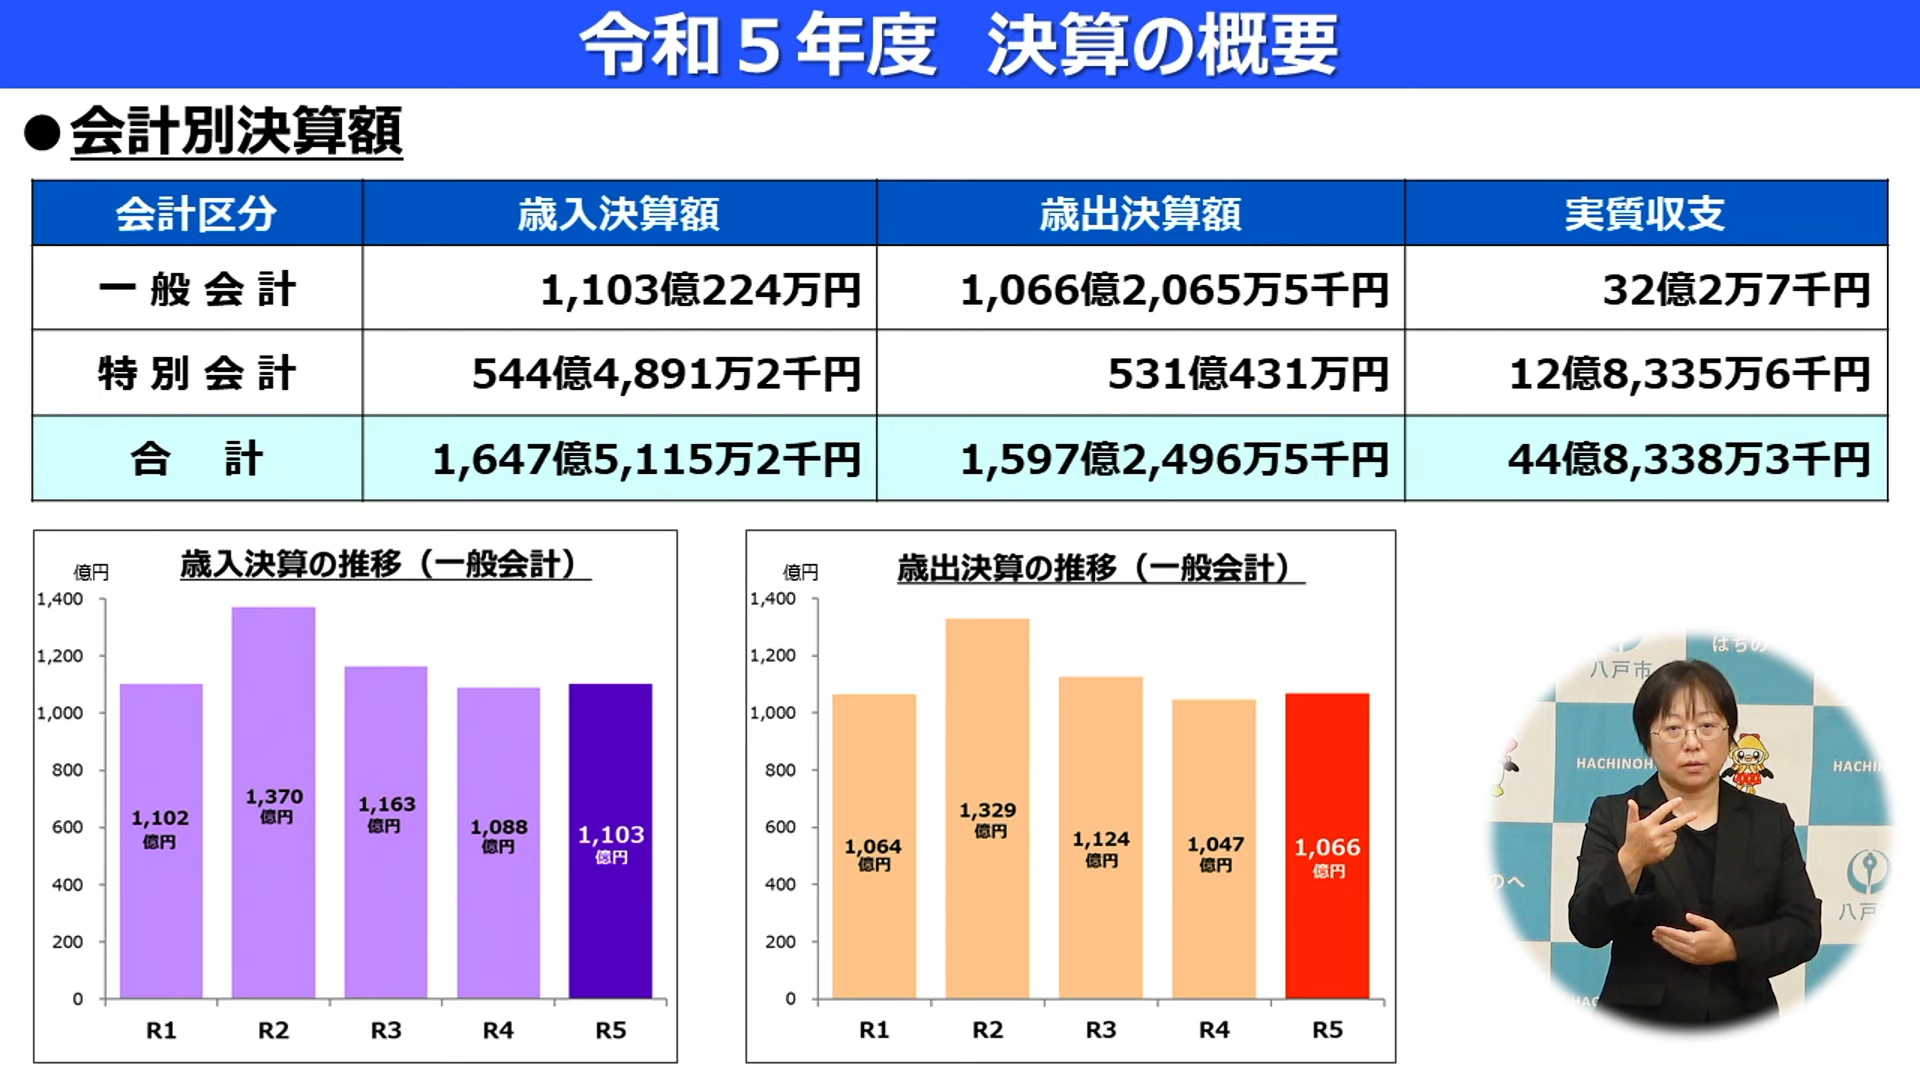 令和５年度 決算の概要
●会計別決算額
会計区分 歳入決算額 歳出決算額 実質収支
一般会計 1,103億224万円 1,066億2,065万5千円 32億2万7千円
特別会計 544億4,891万2千円 531億431万円 12億8,335万6千円
合計 1,647億5,115万2千円 1,597億2,496万5千円 44億8,338万3千円
歳入決算の推移（一般会計）
億円
1,400
1,200
1,000
800
600
400
200
0
1,102
億円
1,370
億円
1,163
億円
1,088
億円
1,103
億円
R1 R2 R3 R4 R5
歳出決算の推移（一般会計）
億円
1,400
1,200
1,000
800
600
400
200
0
1,064
億円
1,329
億円
1,124
億円
1,047
億円
1,066
億円
R1 R2 R3 R4 R5
はちの
八戸市
HACHINOH
HACHI
のへ
八戸
HAC